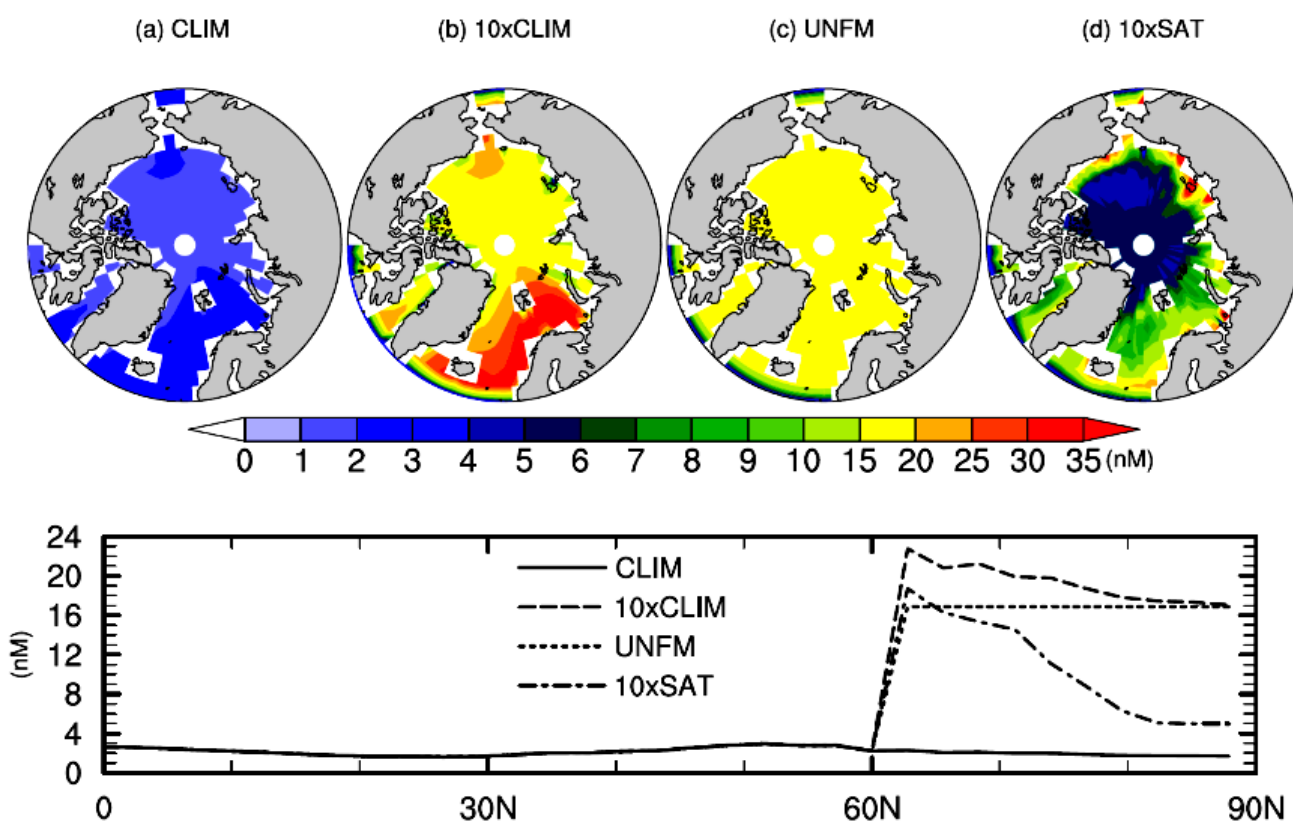 (a) CLIM (b) 10xCLIM (c) UNFM (d) 10xSAT
0 1 2 3 4 5 6 7 8 9 10 15 20 25 30 35 (nM)
24
20
16
12
8
4
0
(nM)
CLIM
10xCLIM
UNFM
10xSAT
0 30N 60N 90N